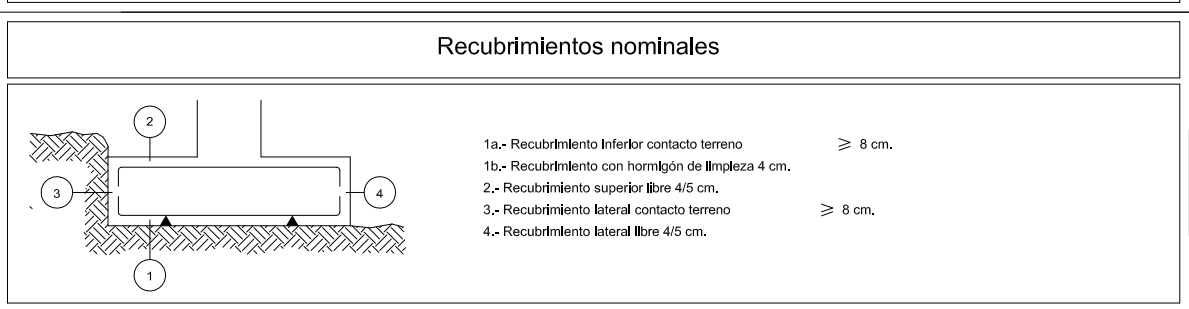 Recubrimientos nominales
2
3
4
1
1a.- Recubrimiento inferior contacto terreno ≥ 8 cm.
1b.- Recubrimiento con hormigón de limpieza 4 cm.
2.- Recubrimiento superior libre 4/5 cm.
3.- Recubrimiento lateral contacto terreno ≥ 8 cm.
4.- Recubrimiento lateral libre 4/5 cm.